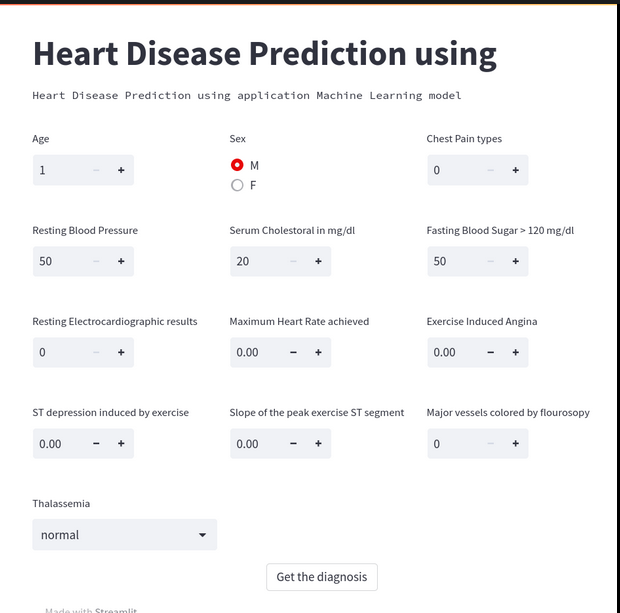 Heart Disease Prediction using
Heart Disease Prediction using application Machine Learning model
Age Sex Chest Pain types
1 − + M 0 − +
F
Resting Blood Pressure Serum Cholestoral in mg/dl Fasting Blood Sugar > 120 mg/dl
50 − + 20 − + 50 − +
Resting Electrocardiographic results Maximum Heart Rate achieved Exercise Induced Angina
0 − + 0.00 − + 0.00 − +
ST depression induced by exercise Slope of the peak exercise ST segment Major vessels colored by flourosopy
0.00 − + 0.00 − + 0 − +
Thalassemia
normal
Get the diagnosis
Made with Streamlit